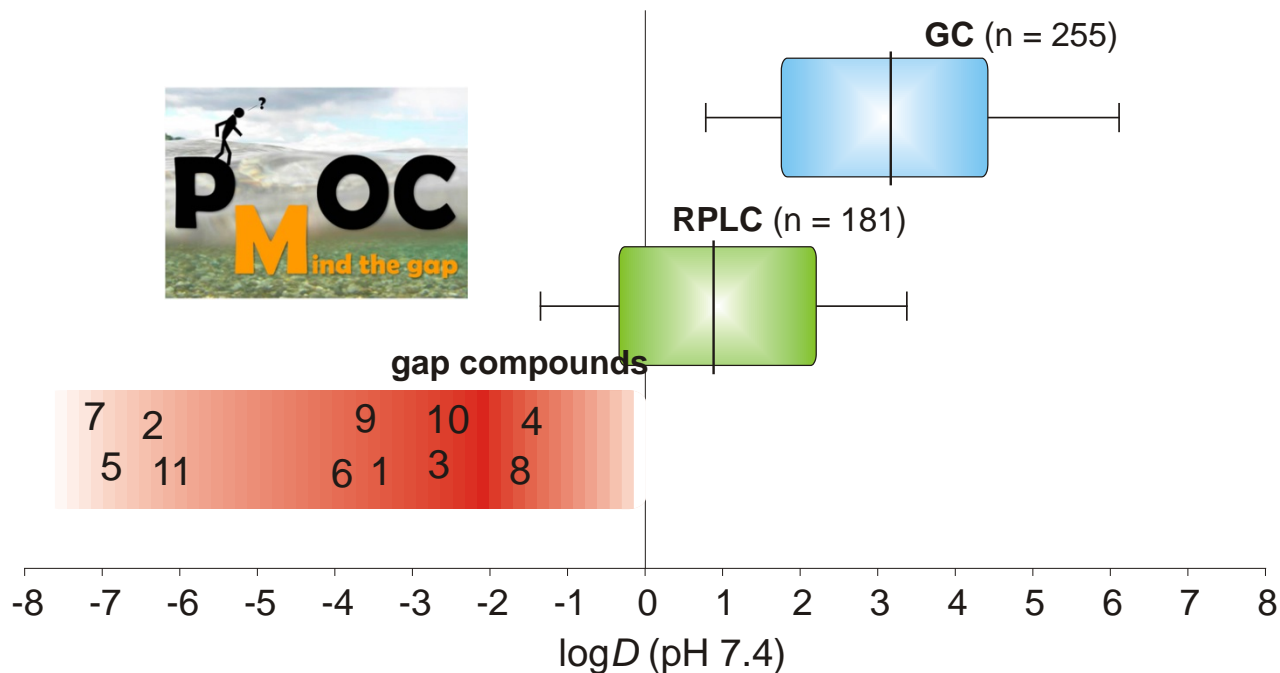 GC (n = 255)
?
PMOC
Mind the gap
RPLC (n = 181)
gap compounds
7 2 9 10 4
5 11 6 1 3 8
-8 -7 -6 -5 -4 -3 -2 -1 0 1 2 3 4 5 6 7 8
logD (pH 7.4)